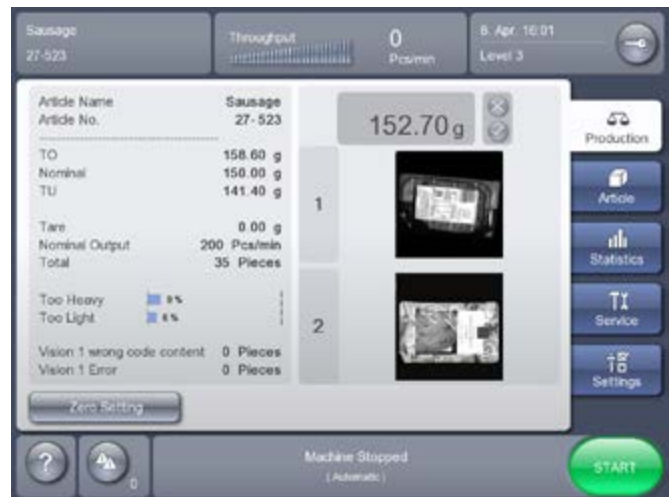 Sausage
27-523
Throughput
0
Pcs/min
8. Apr. 16:01
Level 3
Article Name Sausage
Article No. 27-523
TO 158.60 g
Nominal 150.00 g
TU 141.40 g
Tare 0.00 g
Nominal Output 200 Pcs/min
Total 35 Pieces
Too Heavy
Too Light
Vision 1 wrong code content 0 Pieces
Vision 1 Error 0 Pieces
Zero Setting
152.70 g
1
2
Production
Article
Statistics
Service
Settings
?
0
Machine Stopped
(Automatic)
START